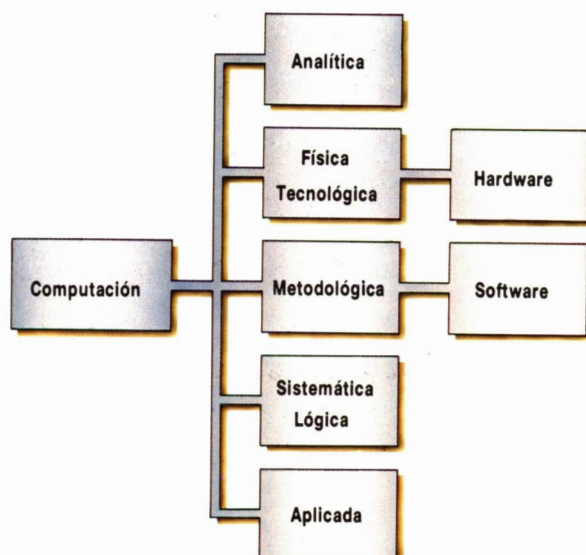 Analítica
Física
Tecnológica
Hardware
Computación
Metodológica
Software
Sistemática
Lógica
Aplicada